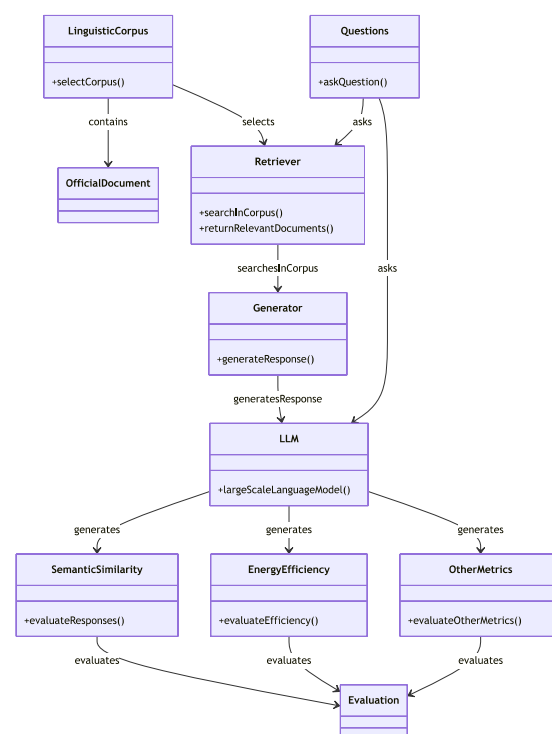 LinguisticCorpus
+selectCorpus()
Questions
+askQuestion()
contains
selects
asks
OfficialDocument
Retriever
+searchInCorpus()
+returnRelevantDocuments()
searchesInCorpus
asks
Generator
+generateResponse()
generatesResponse
LLM
+largeScaleLanguageModel()
generates
generates
generates
SemanticSimilarity
+evaluateResponses()
EnergyEfficiency
+evaluateEfficiency()
OtherMetrics
+evaluateOtherMetrics()
evaluates
evaluates
evaluates
Evaluation